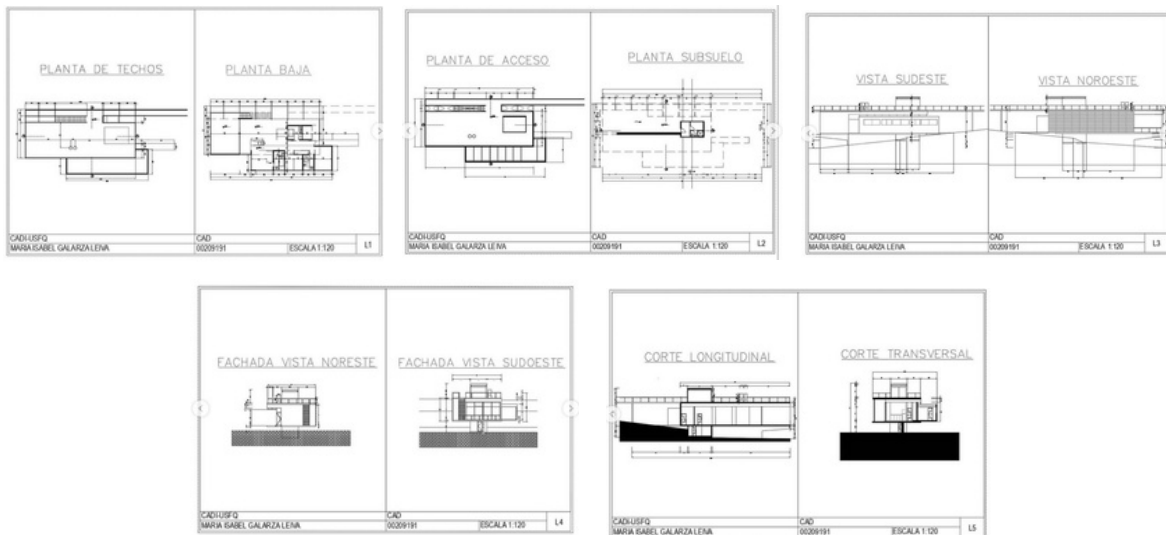 PLANTA DE TECHOS
PLANTA BAJA
CADI-USFQ
MARIA ISABEL GALARZA LEIVA
CAD
00209191
ESCALA 1:120
L1
PLANTA DE ACCESO
PLANTA SUBSUELO
CADI-USFQ
MARIA ISABEL GALARZA LEIVA
CAD
00209191
ESCALA 1:120
L2
VISTA SUDESTE
VISTA NOROESTE
CADI-USFQ
MARIA ISABEL GALARZA LEIVA
CAD
00209191
ESCALA 1:120
L3
FACHADA VISTA NORESTE
FACHADA VISTA SUDOESTE
CADI-USFQ
MARIA ISABEL GALARZA LEIVA
CAD
00209191
ESCALA 1:120
L4
CORTE LONGITUDINAL
CORTE TRANSVERSAL
CADI-USFQ
MARIA ISABEL GALARZA LEIVA
CAD
00209191
ESCALA 1:120
L5